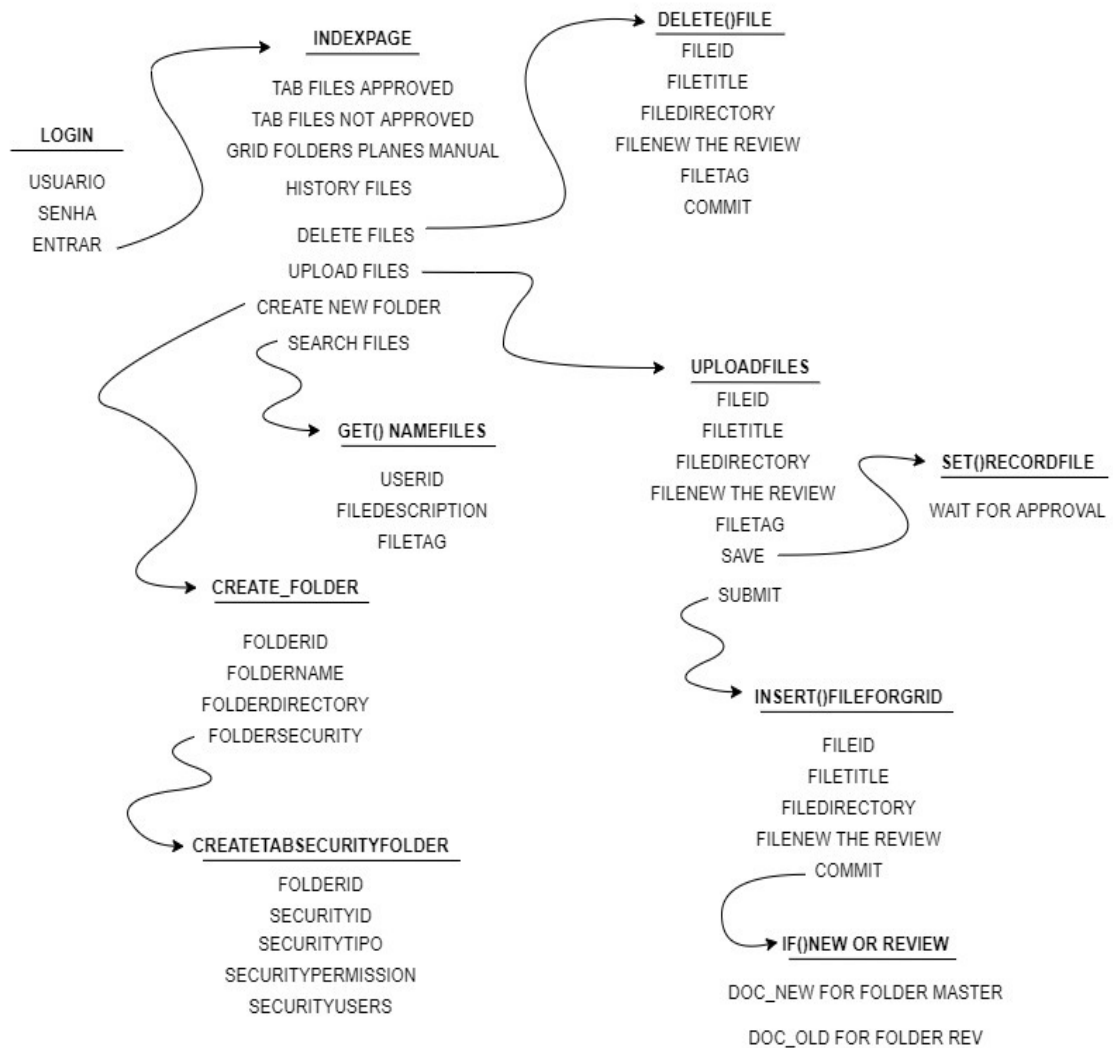 LOGIN
USUARIO
SENHA
ENTRAR
INDEXPAGE
TAB FILES APPROVED
TAB FILES NOT APPROVED
GRID FOLDERS PLANES MANUAL
HISTORY FILES
DELETE FILES
UPLOAD FILES
CREATE NEW FOLDER
SEARCH FILES
DELETE()FILE
FILEID
FILETITLE
FILEDIRECTORY
FILENEW THE REVIEW
FILETAG
COMMIT
GET() NAMEFILES
USERID
FILEDESCRIPTION
FILETAG
UPLOADFILES
FILEID
FILETITLE
FILEDIRECTORY
FILENEW THE REVIEW
FILETAG
SAVE
SUBMIT
SET()RECORDFILE
WAIT FOR APPROVAL
CREATE_FOLDER
FOLDERID
FOLDERNAME
FOLDERDIRECTORY
FOLDERSECURITY
CREATETABSECURITYFOLDER
FOLDERID
SECURITYID
SECURITYTIPO
SECURITYPERMISSION
SECURITYUSERS
INSERT()FILEFORGRID
FILEID
FILETITLE
FILEDIRECTORY
FILENEW THE REVIEW
COMMIT
IF()NEW OR REVIEW
DOC_NEW FOR FOLDER MASTER
DOC_OLD FOR FOLDER REV